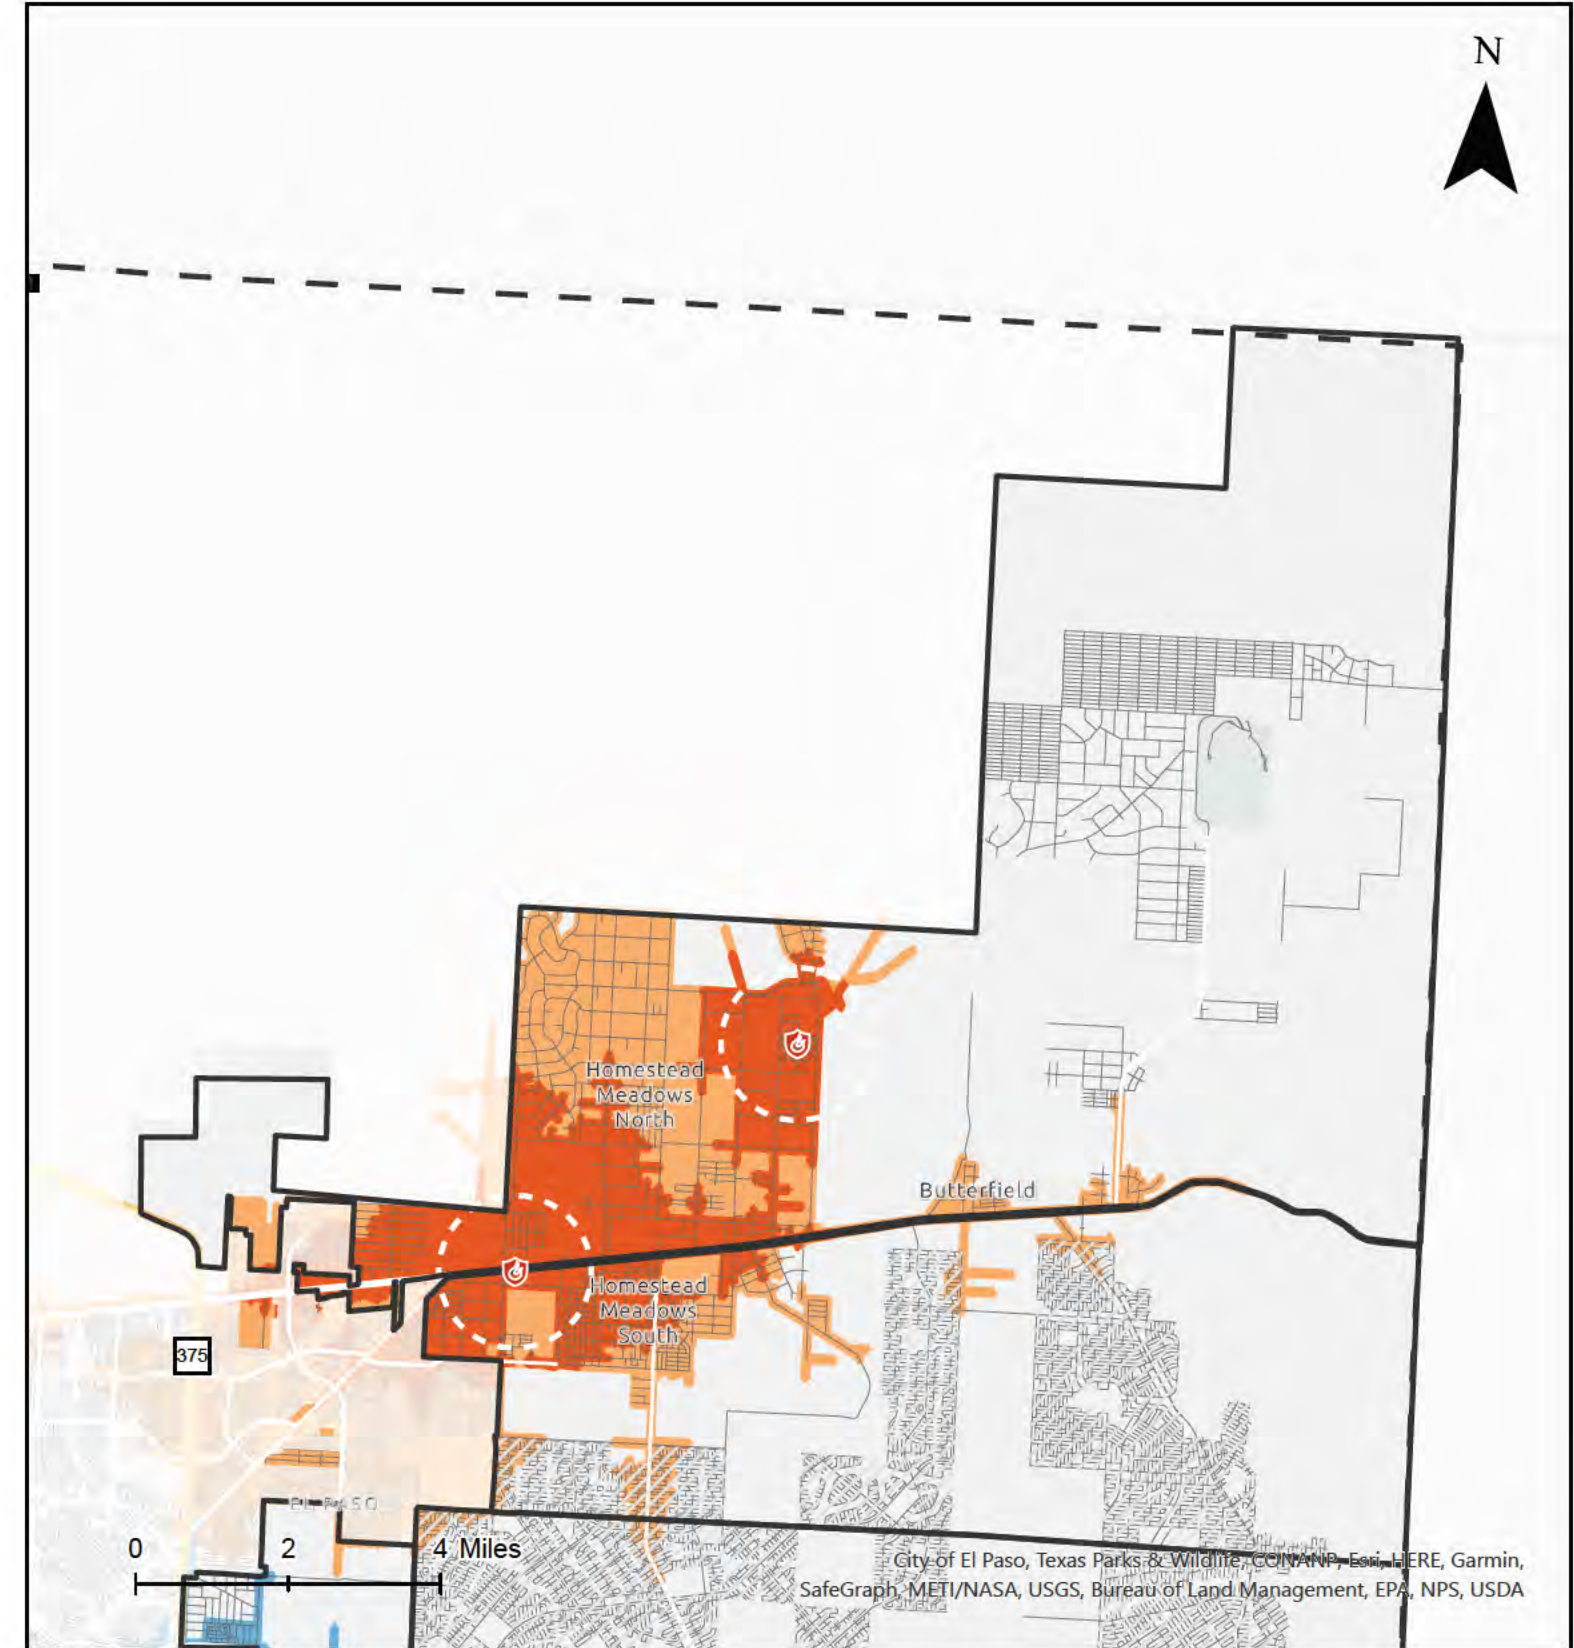 N
Homestead
Meadows
North
Butterfield
Homestead
Meadows
South
375
EL PASO
0 2 4 Miles
City of El Paso, Texas Parks & Wildlife, CONANP, Esri, HERE, Garmin,
SafeGraph, METI/NASA, USGS, Bureau of Land Management, EPA, NPS, USDA